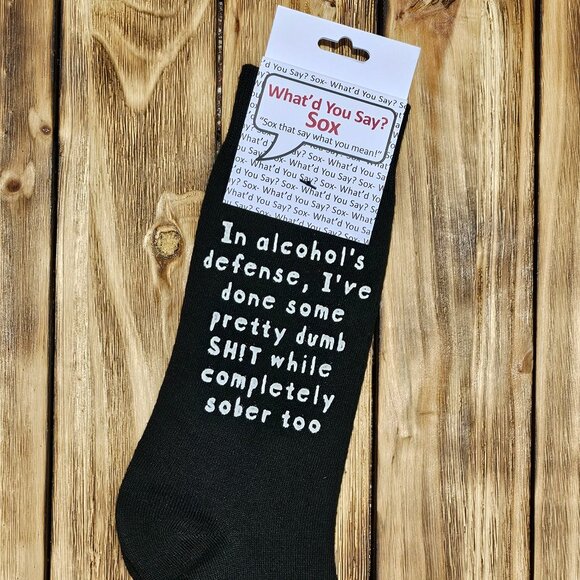 What'd You Say?
Sox
"Sox that say what you mean!"
In alcohol's
defense, I've
done some
pretty dumb
SH!T while
completely
sober too